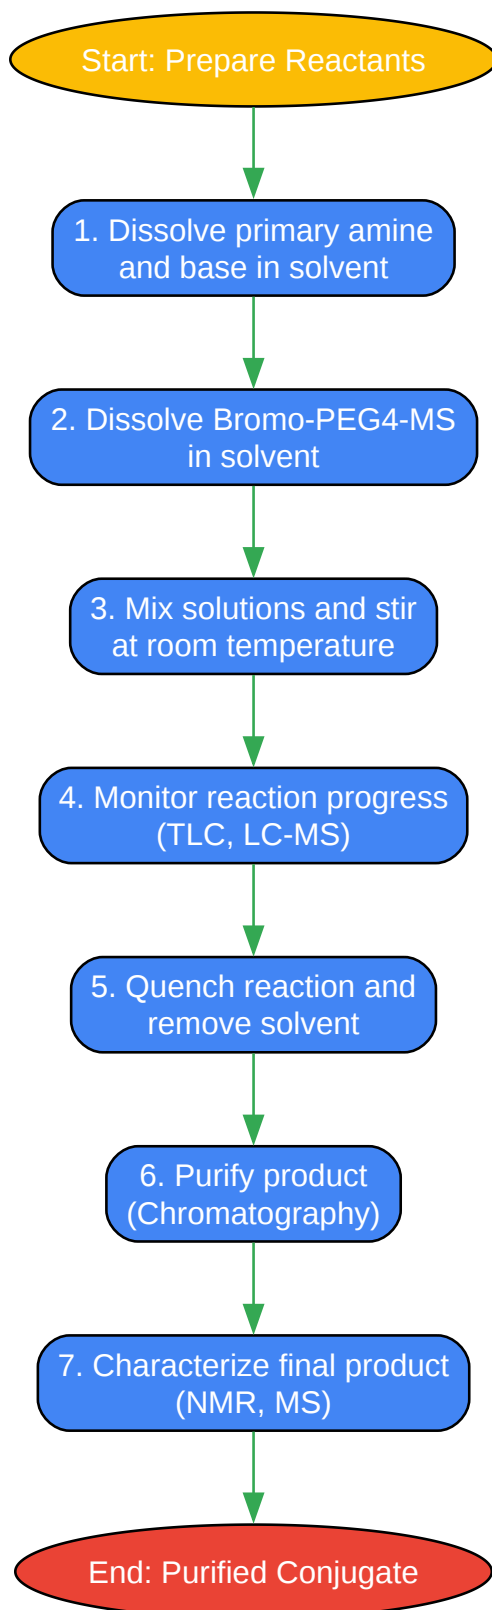 Start: Prepare Reactants
1. Dissolve primary amine
and base in solvent
2. Dissolve Bromo-PEG4-MS
in solvent
3. Mix solutions and stir
at room temperature
4. Monitor reaction progress
(TLC, LC-MS)
5. Quench reaction and
remove solvent
6. Purify product
(Chromatography)
7. Characterize final product
(NMR, MS)
End: Purified Conjugate